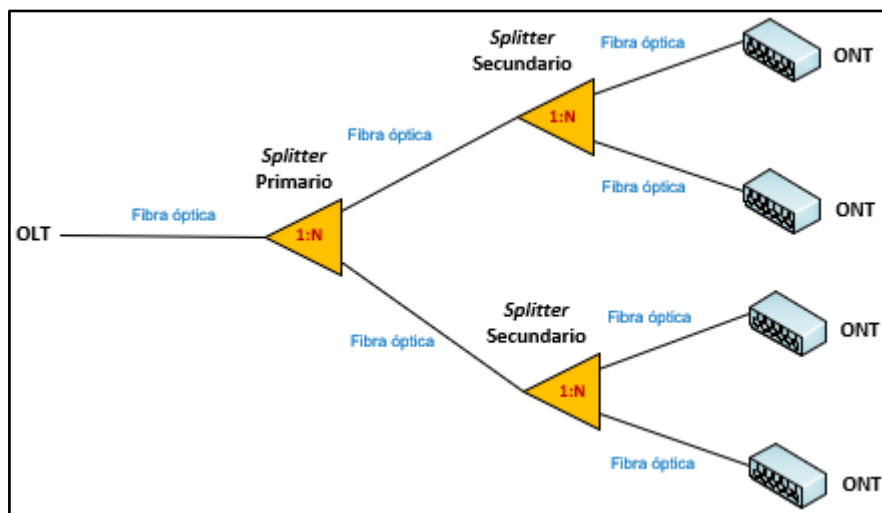 Splitter
Secundario
Fibra óptica
ONT
1:N
Fibra óptica
Splitter
Primario
Fibra óptica
ONT
Fibra óptica
OLT
1:N
Splitter
Secundario
Fibra óptica
ONT
Fibra óptica
1:N
Fibra óptica
ONT